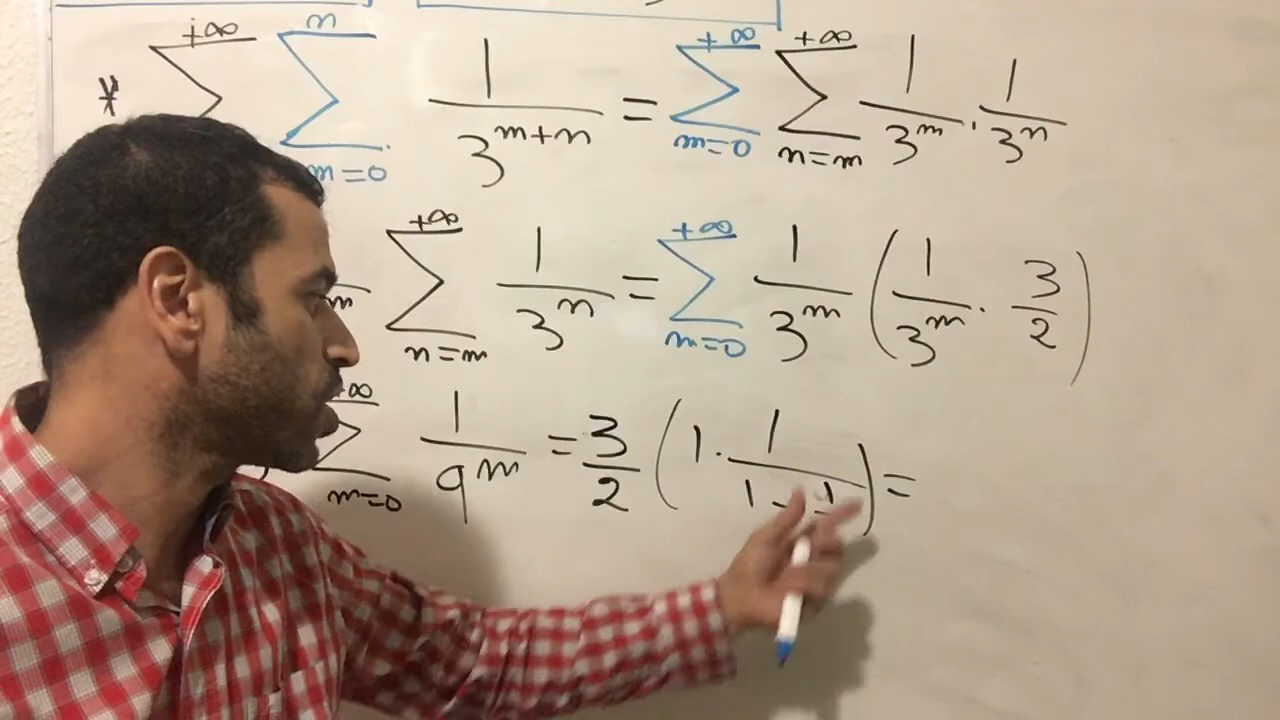 * +∞ Σ n Σ m=0 1/3^(m+n) = +∞ Σ m=0 +∞ Σ n=m 1/3^m · 1/3^n
m +∞ Σ n=m 1/3^n = +∞ Σ m=0 1/3^m (1/3^m · 3/2)
+∞ Σ m=0 1/9^m = 3/2 (1 · 1/(1 - 1)) =